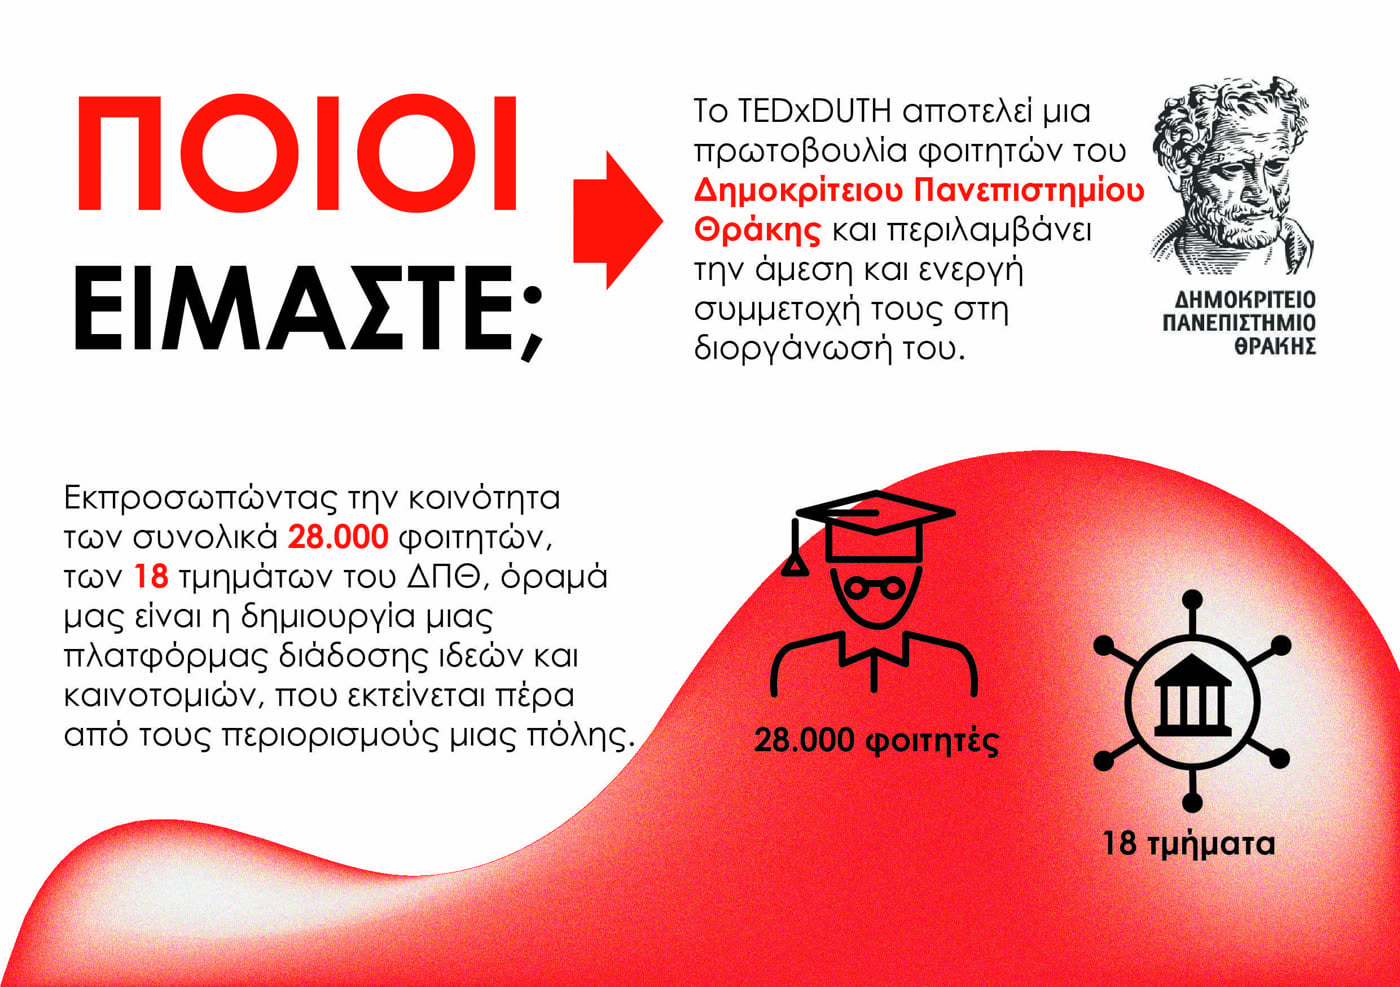 ΠΟΙΟΙ
ΕΙΜΑΣΤΕ;
Το TEDxDUTH αποτελεί μια
πρωτοβουλία φοιτητών του
Δημοκρίτειου Πανεπιστημίου
Θράκης και περιλαμβάνει
την άμεση και ενεργή
συμμετοχή τους στη
διοργάνωσή του.
ΔΗΜΟΚΡΙΤΕΙΟ
ΠΑΝΕΠΙΣΤΗΜΙΟ
ΘΡΑΚΗΣ
Εκπροσωπώντας την κοινότητα
των συνολικά 28.000 φοιτητών,
των 18 τμημάτων του ΔΠΘ, όραμά
μας είναι η δημιουργία μιας
πλατφόρμας διάδοσης ιδεών και
καινοτομιών, που εκτείνεται πέρα
από τους περιορισμούς μιας πόλης.
28.000 φοιτητές
18 τμήματα